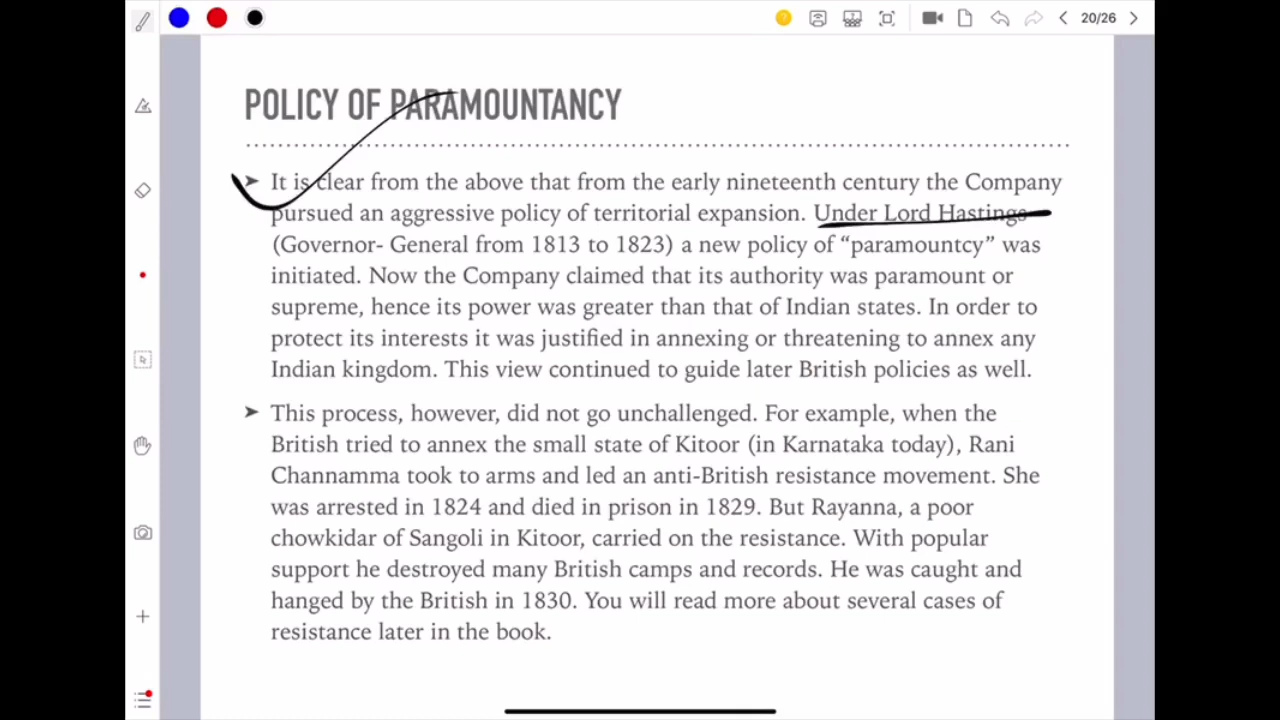 20/26
POLICY OF PARAMOUNTANCY
➤ It is clear from the above that from the early nineteenth century the Company
pursued an aggressive policy of territorial expansion. Under Lord Hastings
(Governor- General from 1813 to 1823) a new policy of “paramountcy” was
initiated. Now the Company claimed that its authority was paramount or
supreme, hence its power was greater than that of Indian states. In order to
protect its interests it was justified in annexing or threatening to annex any
Indian kingdom. This view continued to guide later British policies as well.
➤ This process, however, did not go unchallenged. For example, when the
British tried to annex the small state of Kitoor (in Karnataka today), Rani
Channamma took to arms and led an anti-British resistance movement. She
was arrested in 1824 and died in prison in 1829. But Rayanna, a poor
chowkidar of Sangoli in Kitoor, carried on the resistance. With popular
support he destroyed many British camps and records. He was caught and
hanged by the British in 1830. You will read more about several cases of
resistance later in the book.